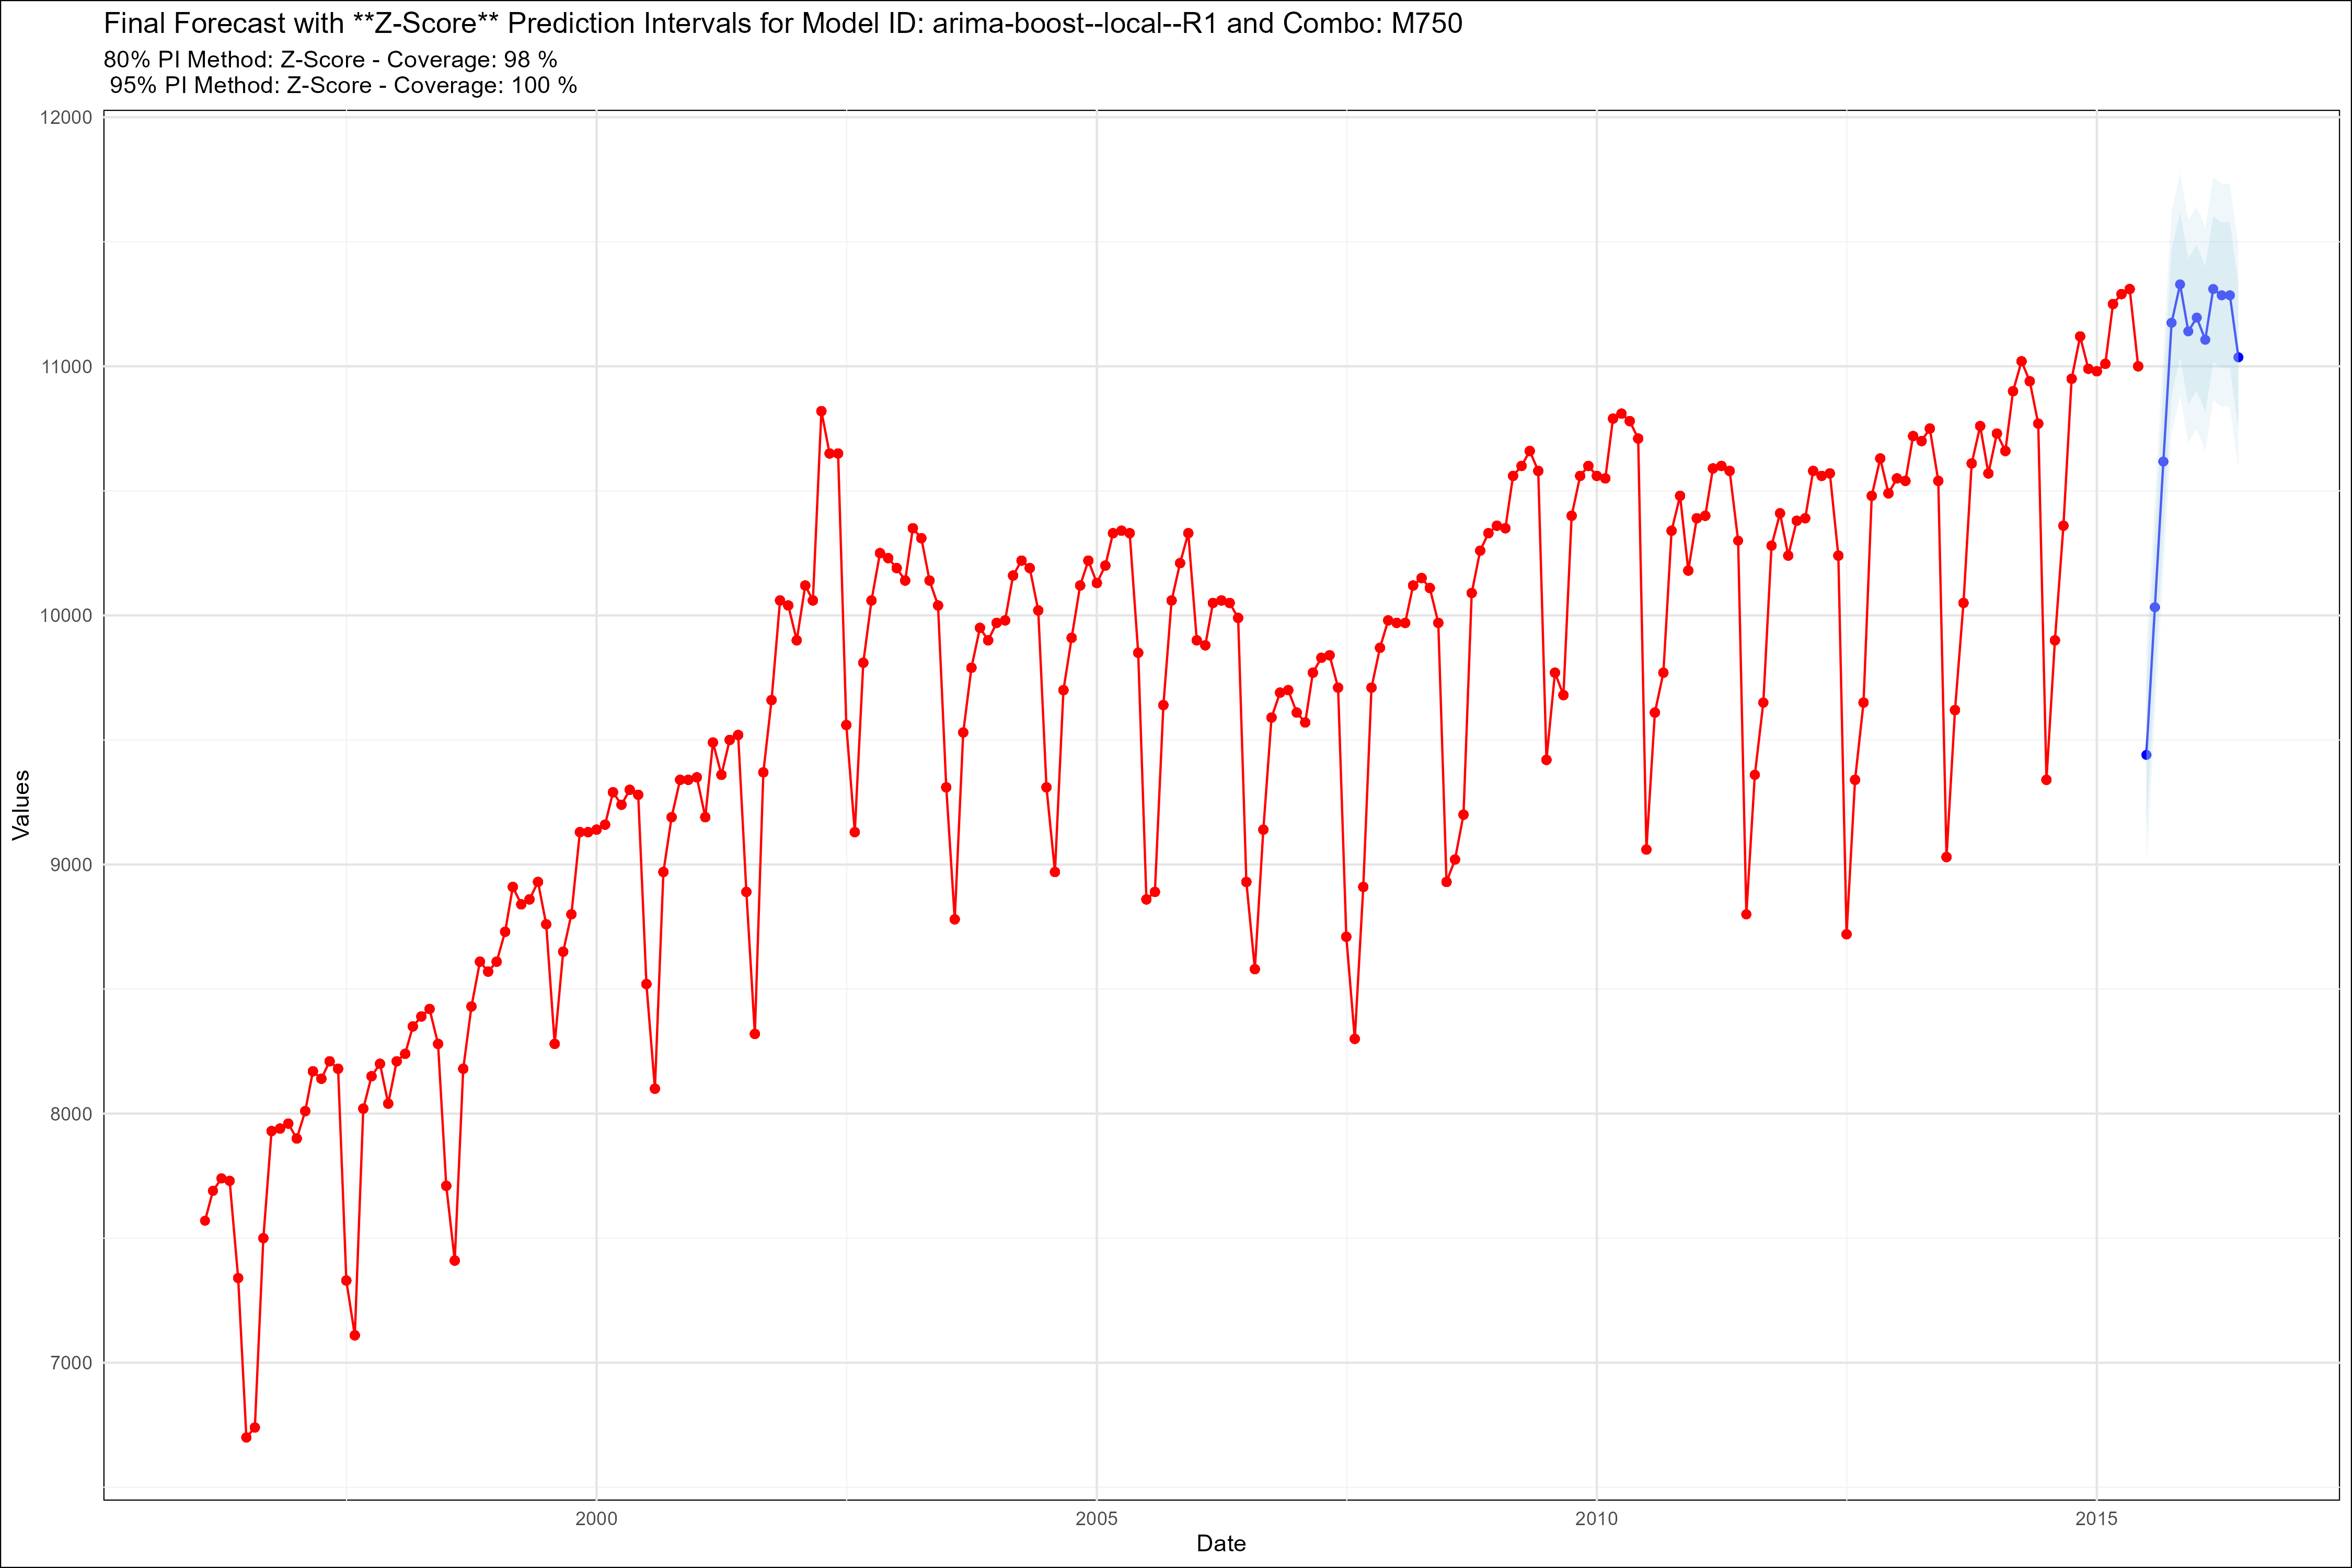 Final Forecast with **Z-Score** Prediction Intervals for Model ID: arima-boost--local--R1 and Combo: M750
80% PI Method: Z-Score - Coverage: 98 %
95% PI Method: Z-Score - Coverage: 100 %
12000
11000
10000
9000
8000
7000
Values
2000
2005
2010
2015
Date